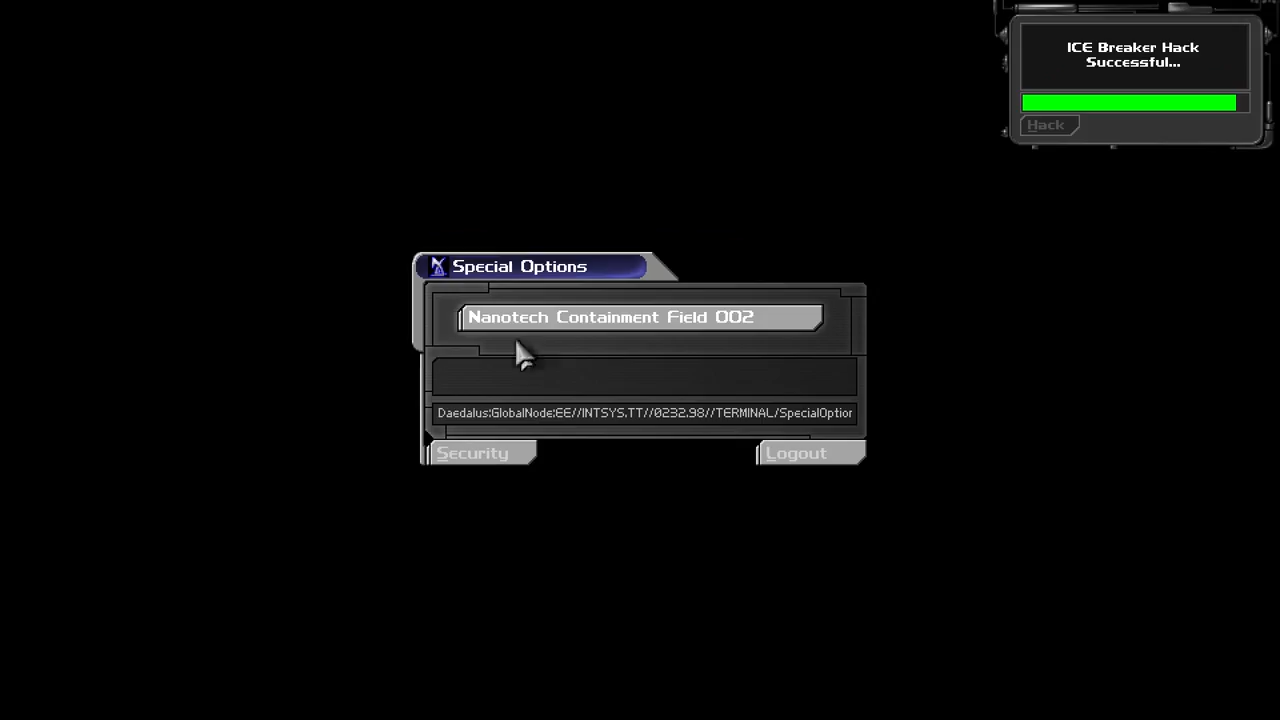 ICE Breaker Hack
Successful...
Hack
Special Options
Nanotech Containment Field 002
Daedalus:GlobalNode:EE//INTSYS.TT//0232.98//TERMINAL/SpecialOption
Security
Logout